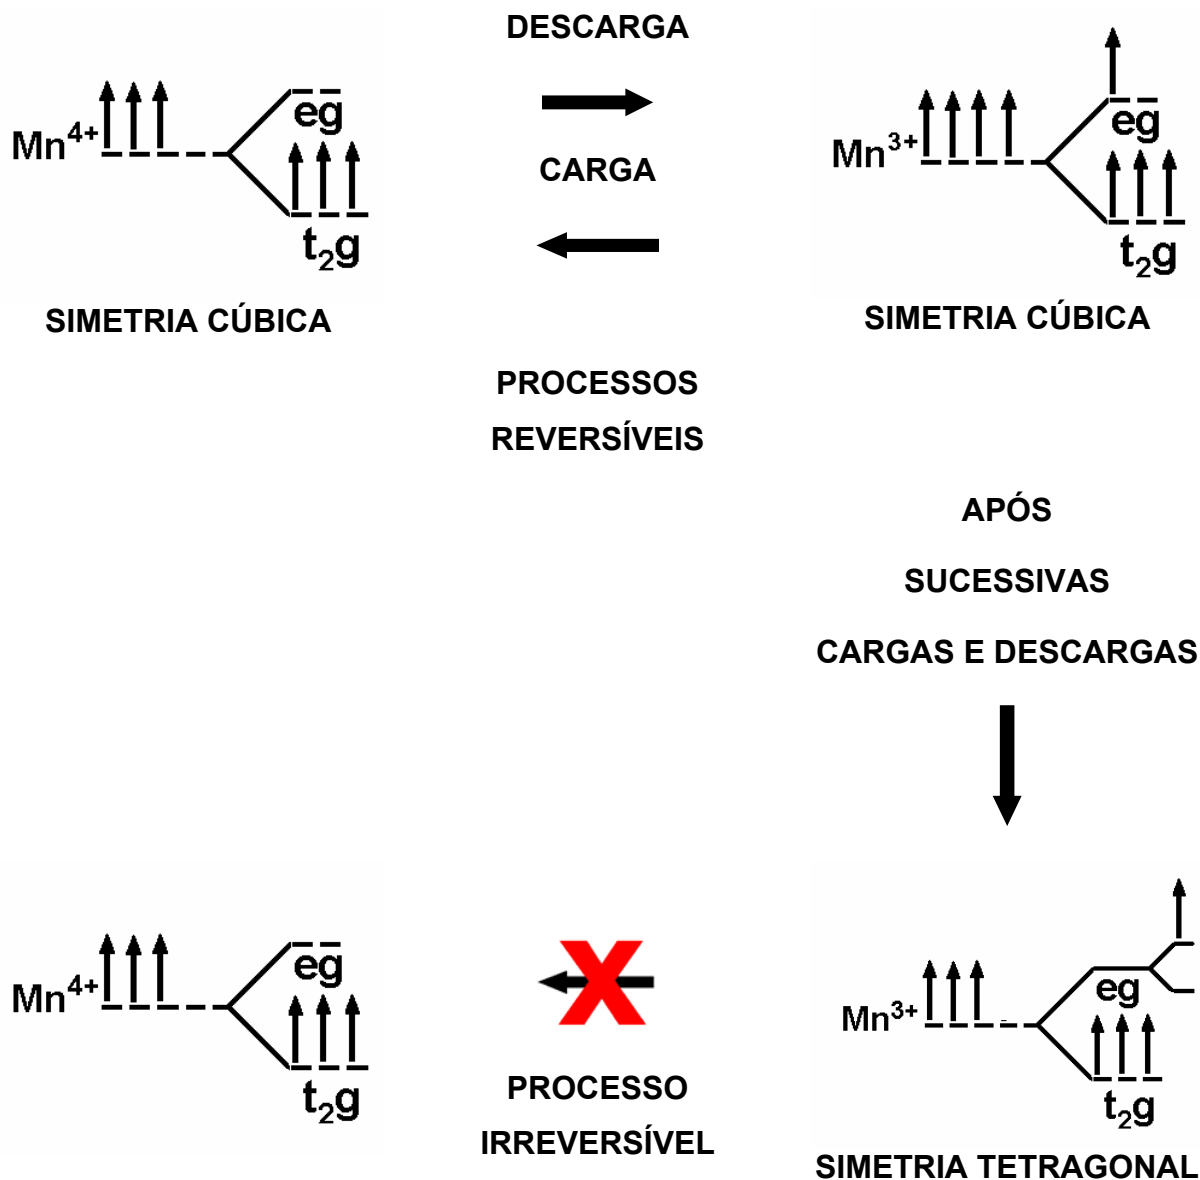 DESCARGA
Mn4+
eg
t2g
CARGA
Mn3+
eg
t2g
SIMETRIA CÚBICA
SIMETRIA CÚBICA
PROCESSOS
REVERSÍVEIS
APÓS
SUCESSIVAS
CARGAS E DESCARGAS
Mn4+
eg
t2g
X
PROCESSO
IRREVERSÍVEL
Mn3+
eg
t2g
SIMETRIA TETRAGONAL